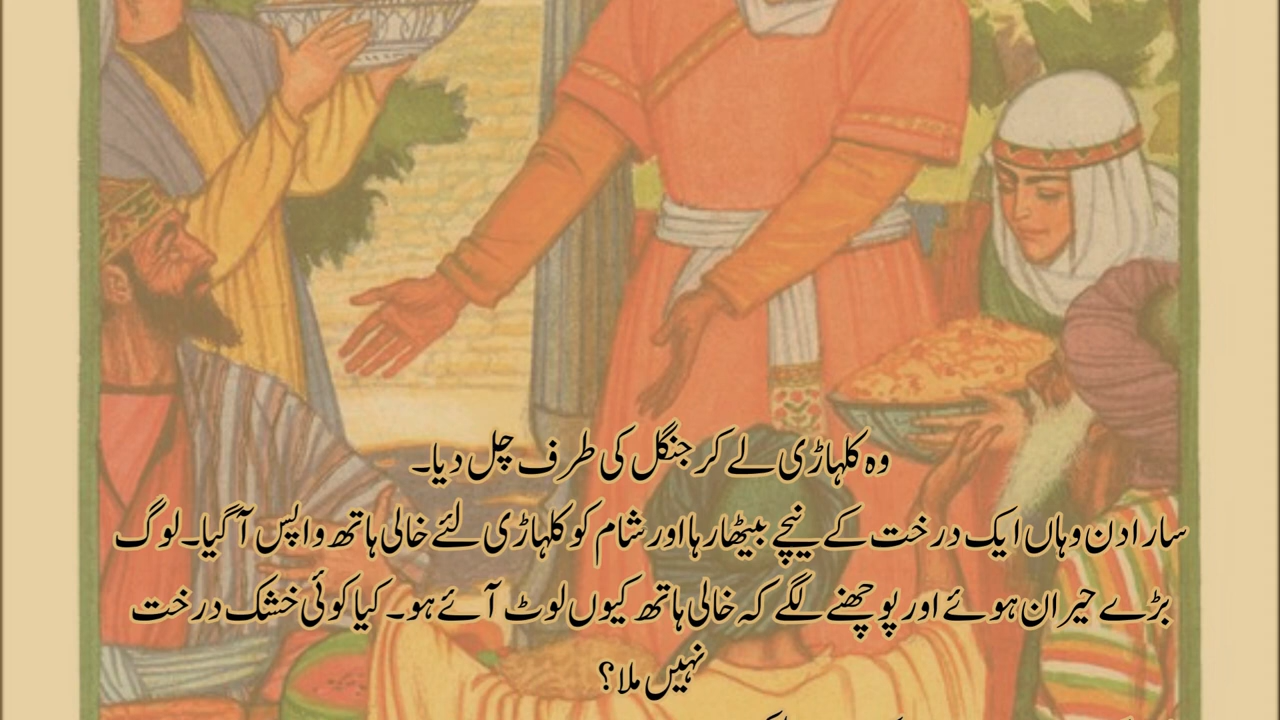 وہ کلہاڑی لے کر جنگل کی طرف چل دیا۔
سارا دن وہاں ایک درخت کے نیچے بیٹھا رہا اور شام کو کلہاڑی لئے خالی ہاتھ واپس آ گیا۔ لوگ
بڑے حیران ہوئے اور پوچھنے لگے کہ خالی ہاتھ کیوں لوٹ آئے ہو۔ کیا کوئی خشک درخت
نہیں ملا؟